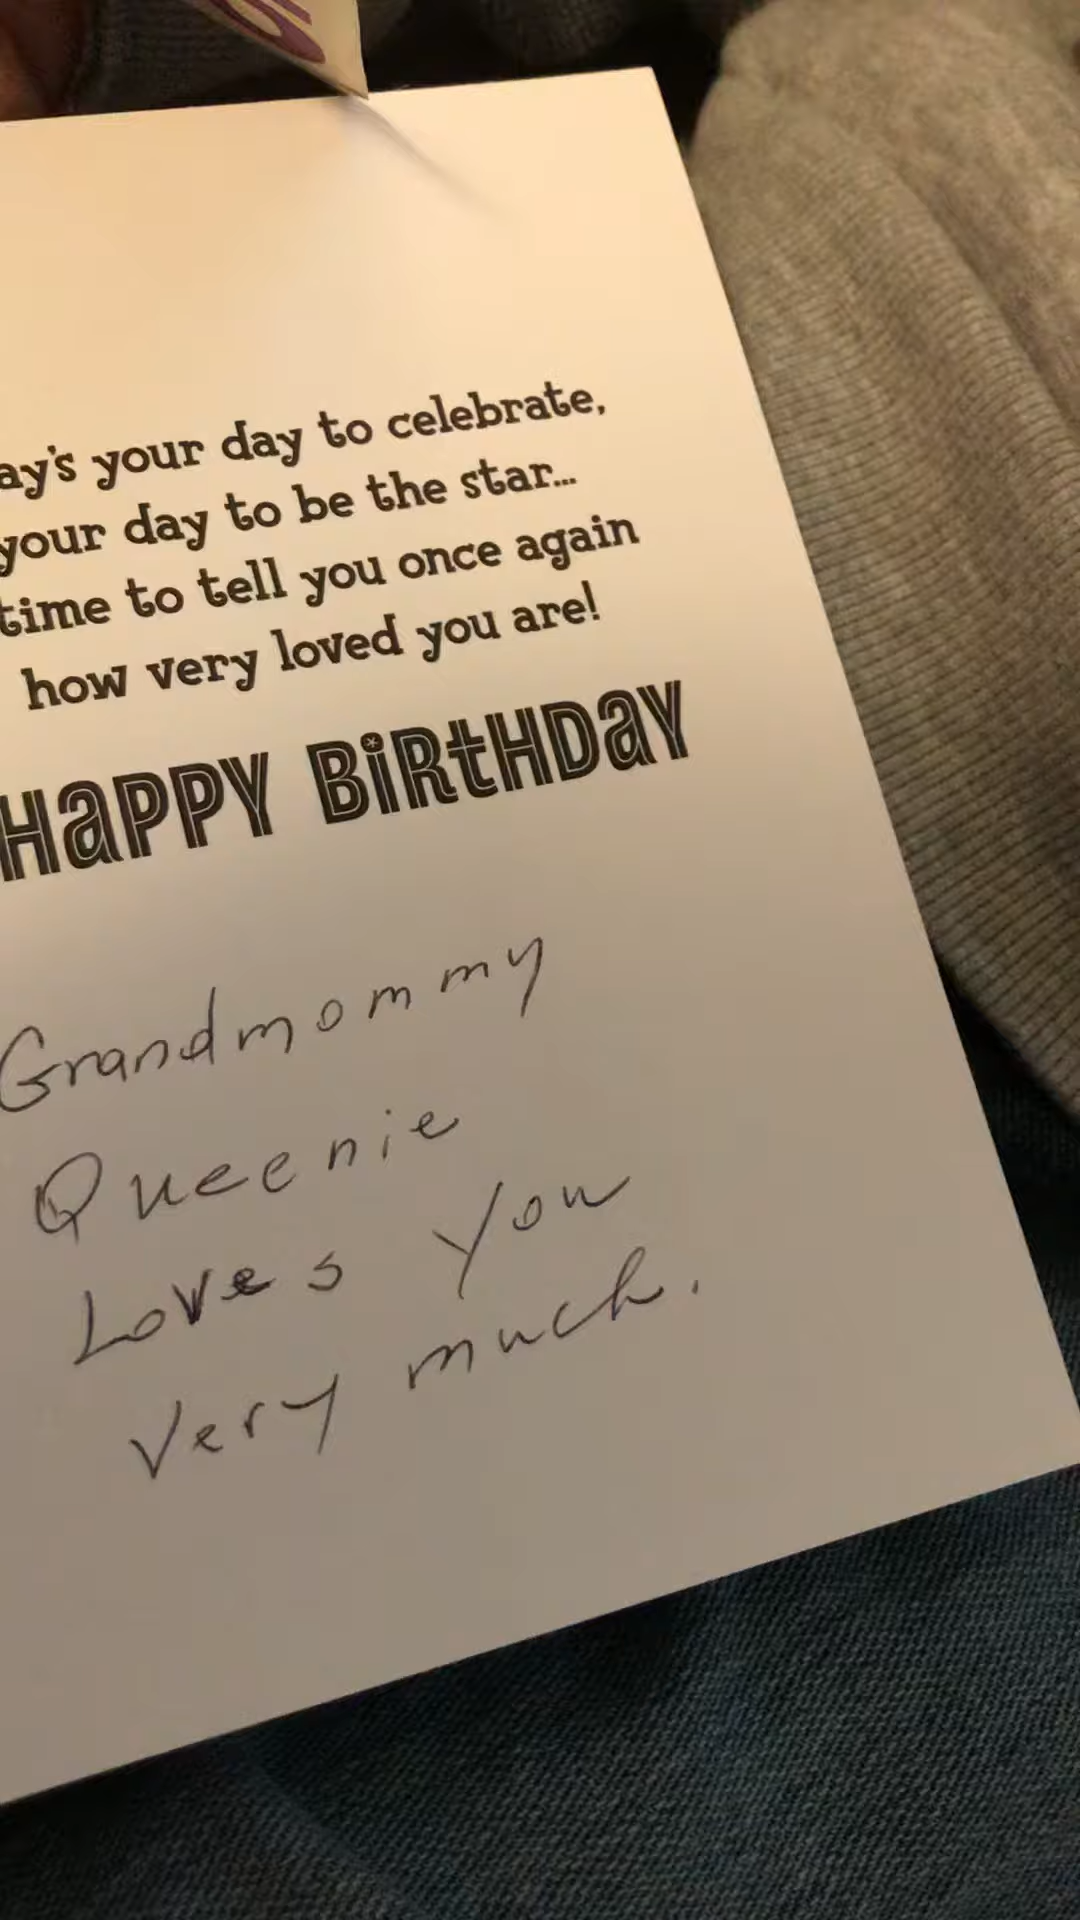 ay's your day to celebrate,
your day to be the star...
time to tell you once again
how very loved you are!
HAPPY BIRTHDAY
Grandmommy
Queenie
Loves you
Very much.